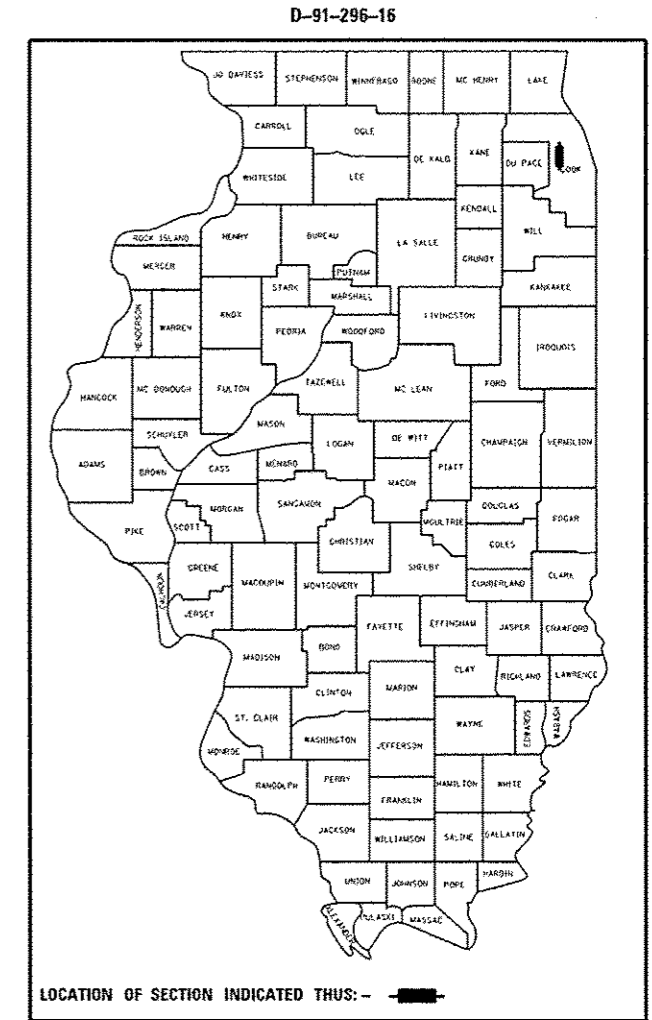 D-91-296-16
JO DAVIESS STEPHENSON WINNEBAGO BOONE MC HENRY LAKE
CARROLL OGLE
DE KALB KANE DU PAGE COOK
WHITESIDE LEE
KENDALL
ROCK ISLAND HENRY BUREAU LA SALLE WILL
MERCER PUTNAM GRUNDY
STARK MARSHALL KANKAKEE
HENDERSON WARREN KNOX PEORIA WOODFORD LIVINGSTON
IROQUOIS
HANCOCK MC DONOUGH FULTON TAZEWELL MC LEAN FORD
MASON
SCHUYLER LOGAN DE WITT CHAMPAIGN VERMILION
ADAMS BROWN CASS MENARD PIATT
MACON
PIKE SCOTT MORGAN SANGAMON MOULTRIE DOUGLAS EDGAR
CHRISTIAN COLES
GREENE SHELBY
CALHOUN MACOUPIN MONTGOMERY CUMBERLAND CLARK
JERSEY
FAYETTE EFFINGHAM JASPER CRAWFORD
MADISON BOND
CLAY RICHLAND LAWRENCE
CLINTON MARION
ST. CLAIR WAYNE EDWARDS WABASH
WASHINGTON JEFFERSON
MONROE
RANDOLPH PERRY HAMILTON WHITE
FRANKLIN
JACKSON WILLIAMSON SALINE GALLATIN
HARDIN
UNION JOHNSON POPE
ALEXANDER PULASKI MASSAC
LOCATION OF SECTION INDICATED THUS: -